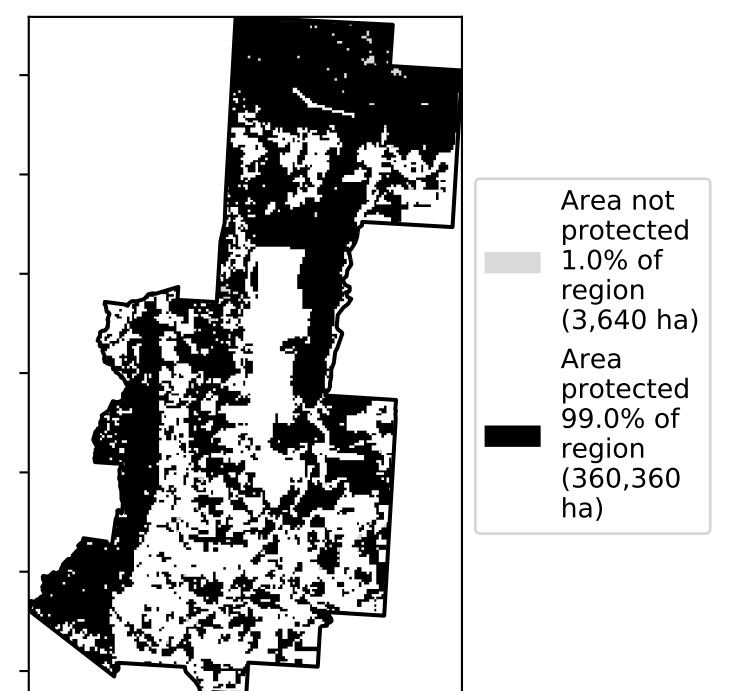 Area not
protected
1.0% of
region
(3,640 ha)
Area
protected
99.0% of
region
(360,360
ha)